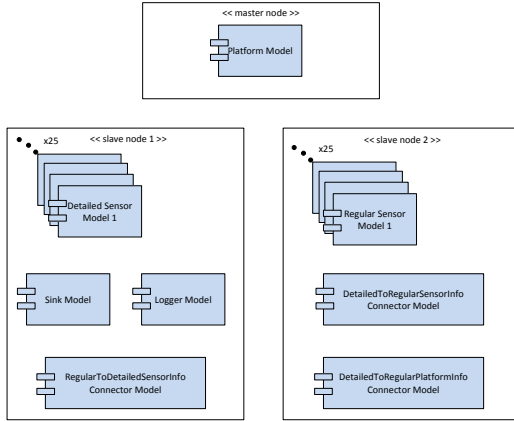 << master node >>
Platform Model
x25
<< slave node 1 >>
Detailed Sensor
Model 1
Sink Model
Logger Model
RegularToDetailedSensorInfo
Connector Model
x25
<< slave node 2 >>
Regular Sensor
Model 1
DetailedToRegularSensorInfo
Connector Model
DetailedToRegularPlatformInfo
Connector Model